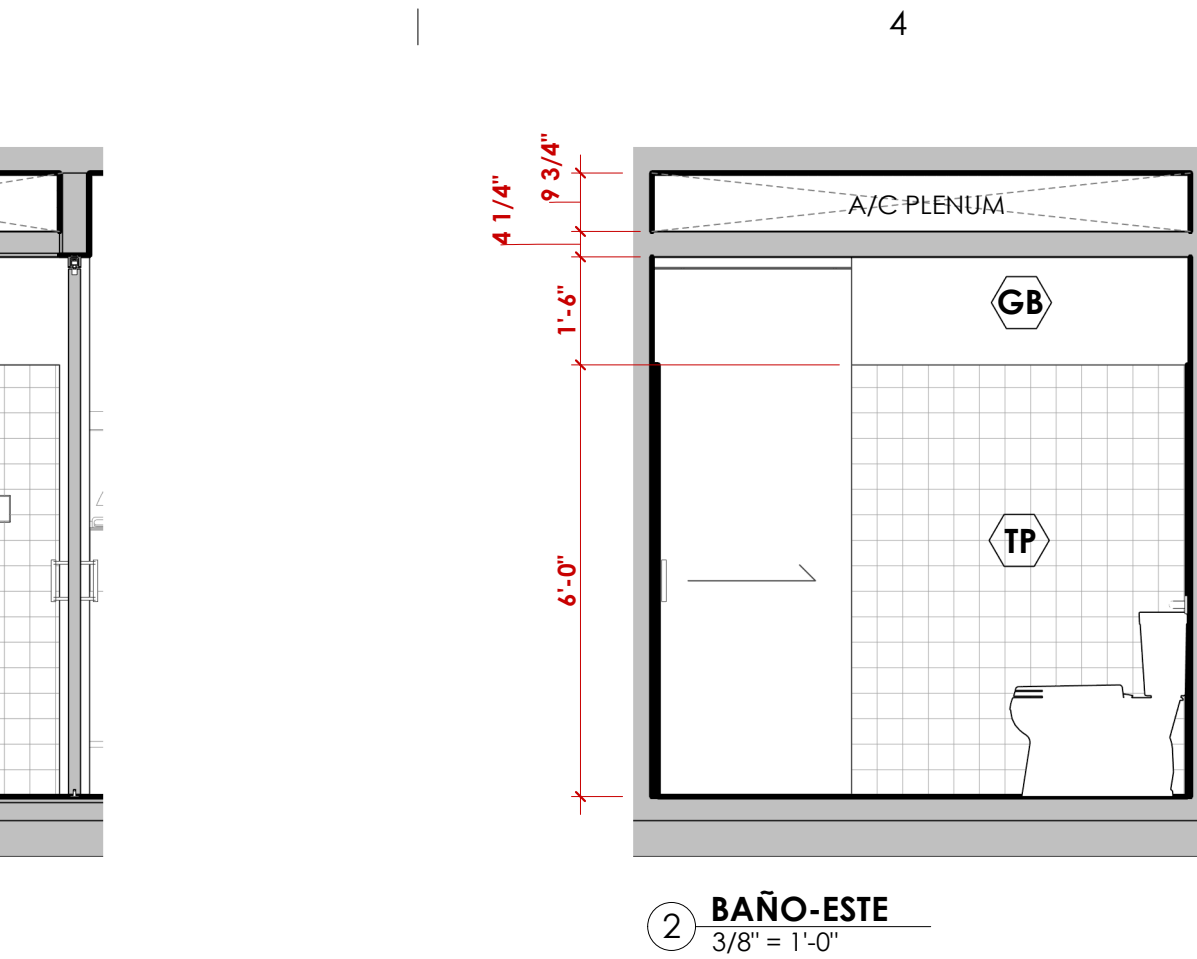 4
9 3/4"
4 1/4"
A/C PLENUM
1'-6"
GB
6'-0"
TP
2
BAÑO-ESTE
3/8" = 1'-0"